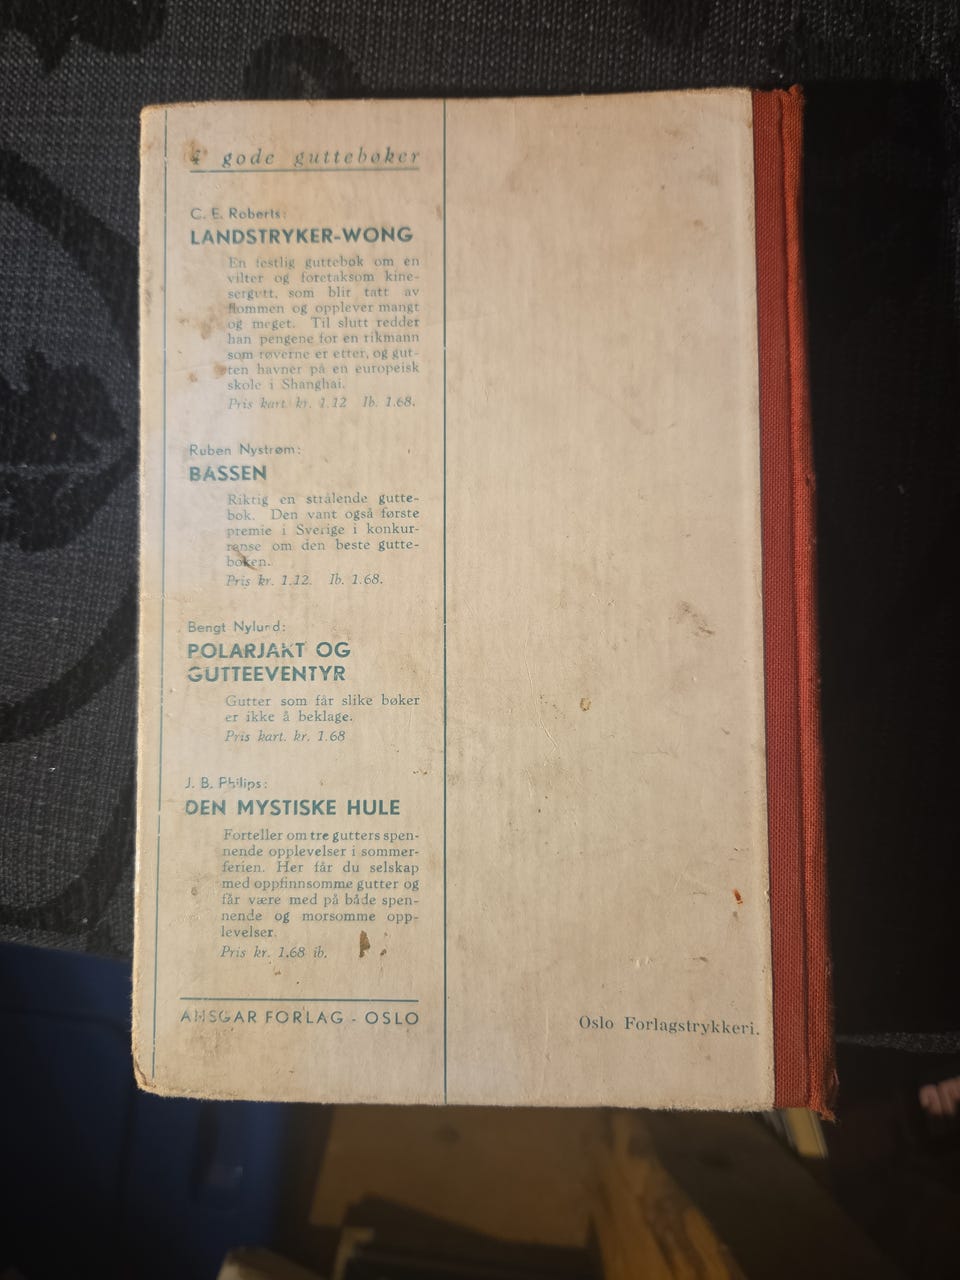 4 gode guttebøker
C. E. Roberts:
LANDSTRYKER-WONG
En festlig guttebok om en
vilter og foretaksom kine-
sergutt, som blir tatt av
flommen og opplever mangt
og meget. Til slutt redder
han pengene for en rikmann
som røverne er etter, og gut-
ten havner på en europeisk
skole i Shanghai.
Pris kart. kr. 1.12 Ib. 1.68.
Ruben Nystrøm:
BASSEN
Riktig en strålende gutte-
bok. Den vant også første
premie i Sverige i konkur-
ranse om den beste gutte-
boken.
Pris kr. 1.12. Ib. 1.68.
Bengt Nylund:
POLARJAKT OG
GUTTEEVENTYR
Gutter som får slike bøker
er ikke å beklage.
Pris kart. kr. 1.68
J. B. Philips:
DEN MYSTISKE HULE
Forteller om tre gutters spen-
nende opplevelser i sommer-
ferien. Her får du selskap
med oppfinnsomme gutter og
får være med på både spen-
nende og morsomme opp-
levelser.
Pris kr. 1.68 ib.
ANSGAR FORLAG - OSLO
Oslo Forlagstrykkeri.